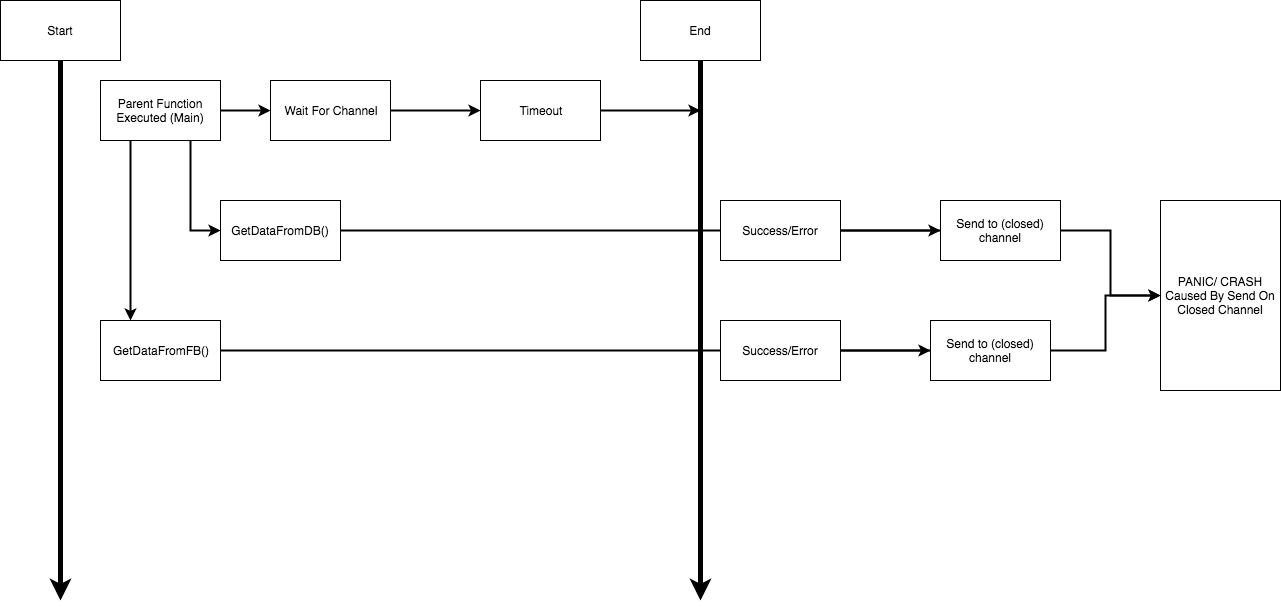 Start
End
Parent Function
Executed (Main)
Wait For Channel
Timeout
GetDataFromDB()
Success/Error
Send to (closed)
channel
PANIC/ CRASH
Caused By Send On
Closed Channel
GetDataFromFB()
Success/Error
Send to (closed)
channel